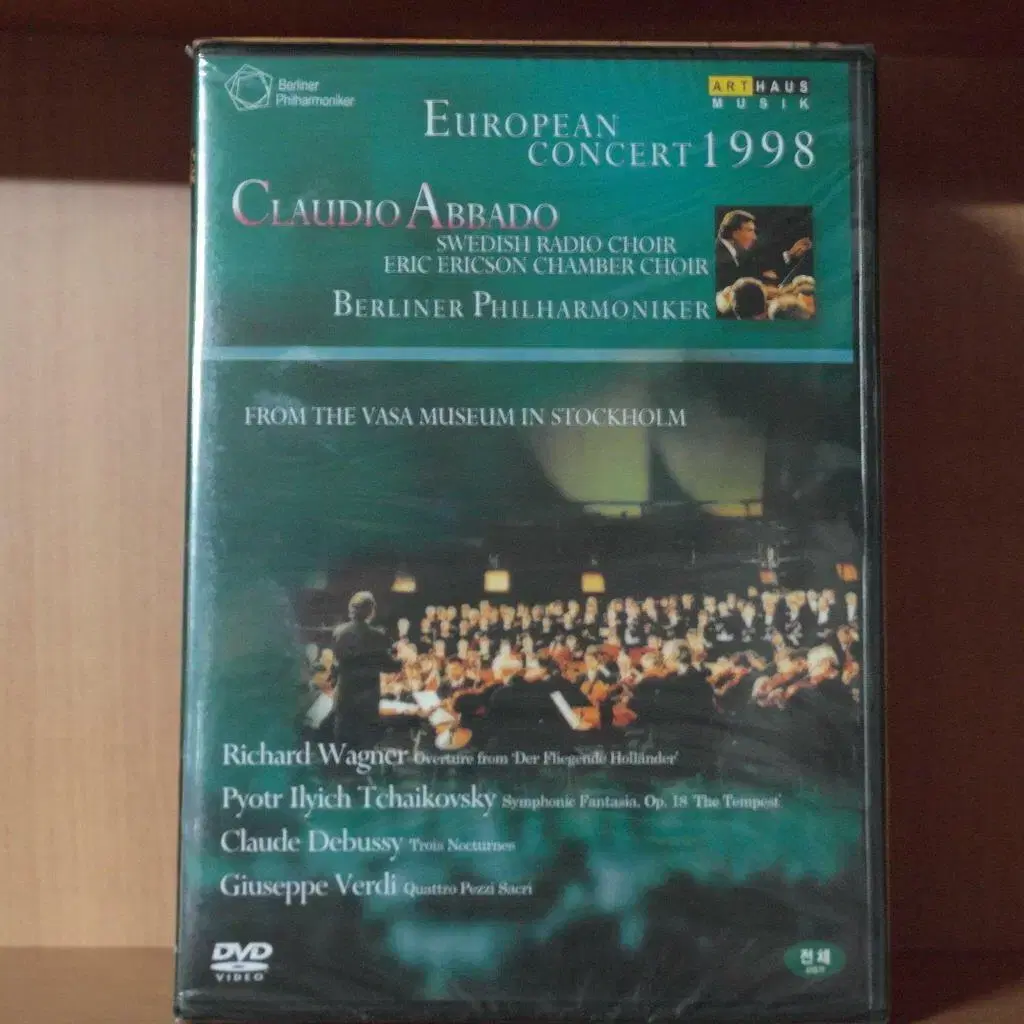 Berliner
Philharmoniker
ARTHAUS
MUSIK
EUROPEAN
CONCERT 1998
CLAUDIO ABBADO
SWEDISH RADIO CHOIR
ERIC ERICSON CHAMBER CHOIR
BERLINER PHILHARMONIKER
FROM THE VASA MUSEUM IN STOCKHOLM
Richard Wagner Overture from 'Der Fliegende Holländer'
Pyotr Ilyich Tchaikovsky Symphonic Fantasia, Op. 18 'The Tempest'
Claude Debussy Trois Nocturnes
Giuseppe Verdi Quattro Pezzi Sacri
DVD
VIDEO
전체